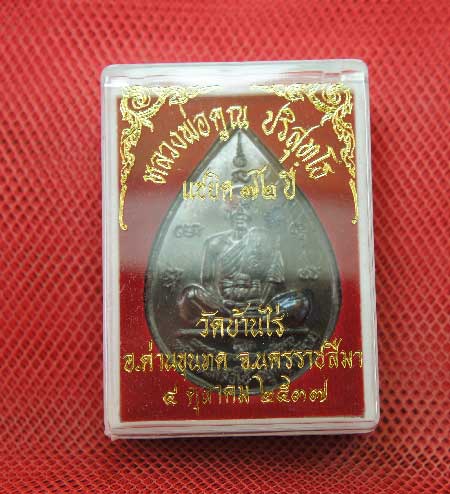 หลวงพ่อคูณ ปริสุทฺโธ
แซยิด ๗๒ ปี
วัดบ้านไร่
อ.ด่านขุนทด จ.นครราชสีมา
๔ ตุลาคม ๒๕๓๗